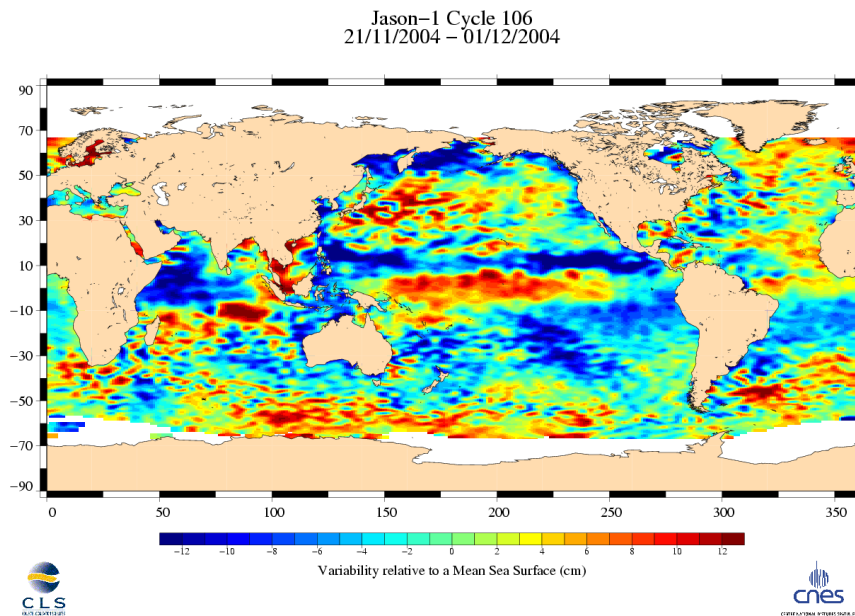 Jason−1 Cycle 106
21/11/2004 − 01/12/2004
90
70
50
30
10
−10
−30
−50
−70
−90
0 50 100 150 200 250 300 350
−12 −10 −8 −6 −4 −2 0 2 4 6 8 10 12
Variability relative to a Mean Sea Surface (cm)
CLS
cnes